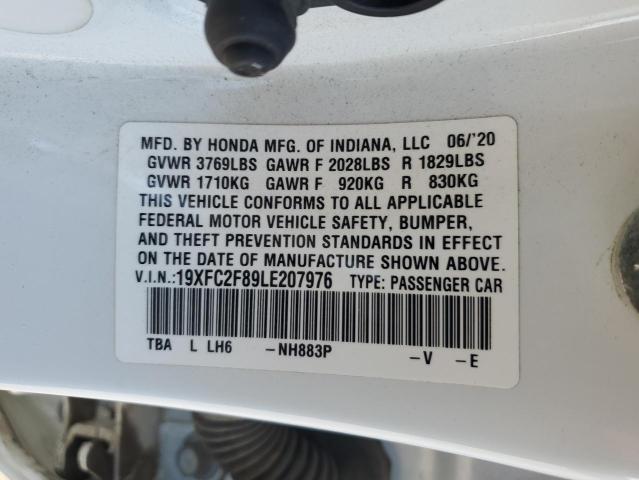 MFD. BY HONDA MFG. OF INDIANA, LLC 06/'20
GVWR 3769LBS GAWR F 2028LBS R 1829LBS
GVWR 1710KG GAWR F 920KG R 830KG
THIS VEHICLE CONFORMS TO ALL APPLICABLE
FEDERAL MOTOR VEHICLE SAFETY, BUMPER,
AND THEFT PREVENTION STANDARDS IN EFFECT
ON THE DATE OF MANUFACTURE SHOWN ABOVE.
V.I.N.:19XFC2F89LE207976 TYPE: PASSENGER CAR
TBA L LH6 -NH883P -V -E